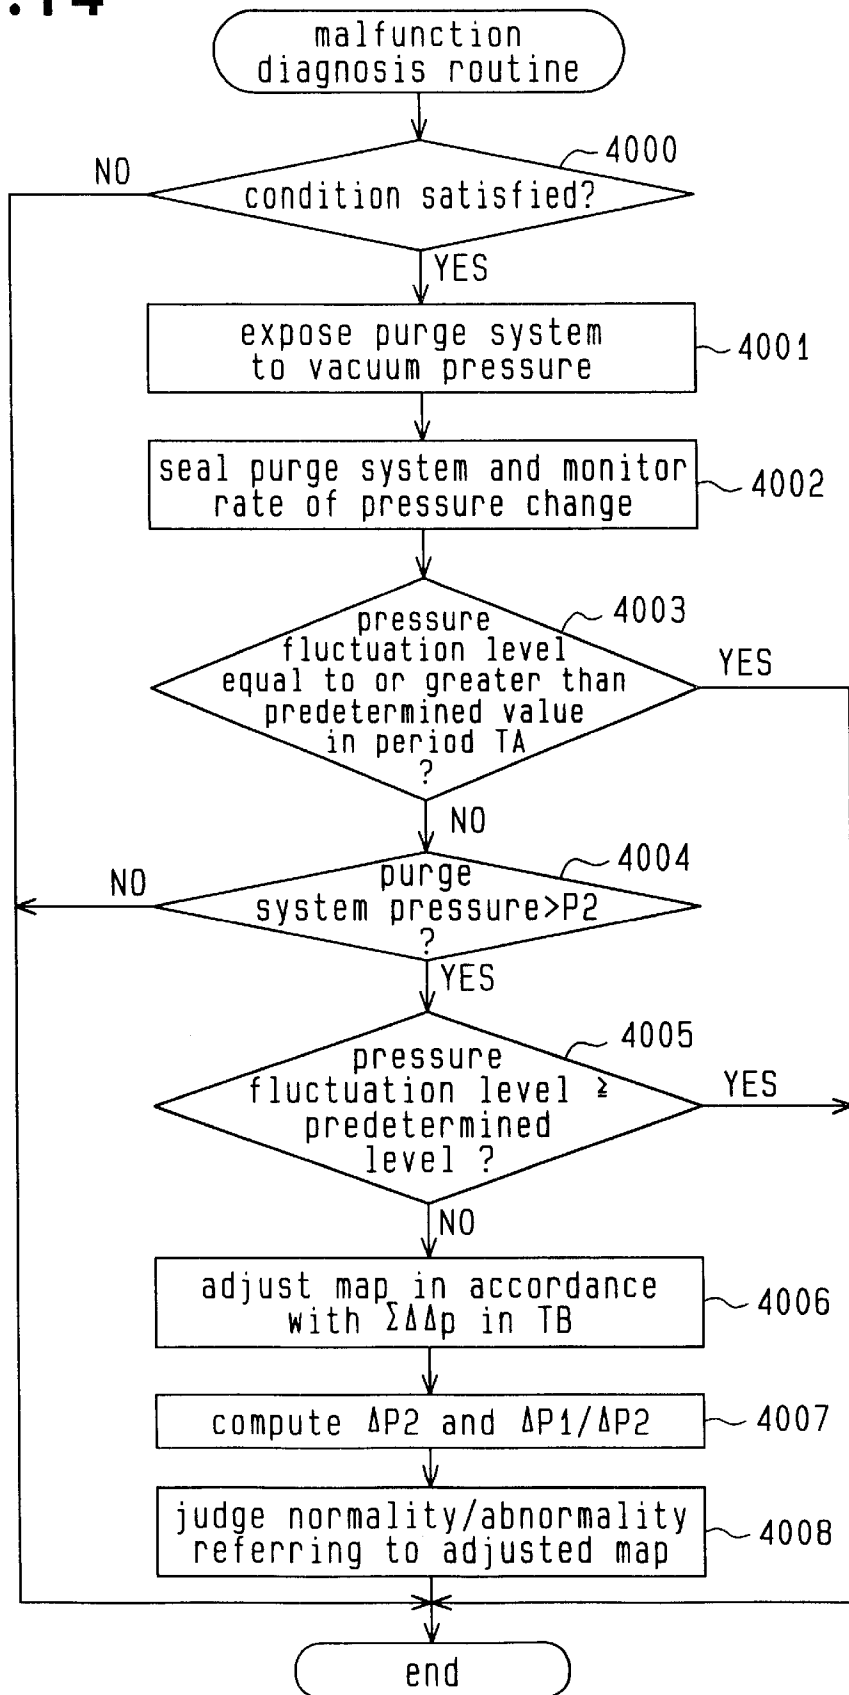 .14
malfunction
diagnosis routine
4000
NO
condition satisfied?
YES
expose purge system
to vacuum pressure
4001
seal purge system and monitor
rate of pressure change
4002
4003
pressure
fluctuation level
equal to or greater than
predetermined value
in period TA
?
YES
NO
4004
NO
purge
system pressure>P2
?
YES
4005
pressure
fluctuation level ≧
predetermined
level ?
YES
NO
adjust map in accordance
with ΣΔΔp in TB
4006
compute ΔP2 and ΔP1/ΔP2
4007
judge normality/abnormality
referring to adjusted map
4008
end